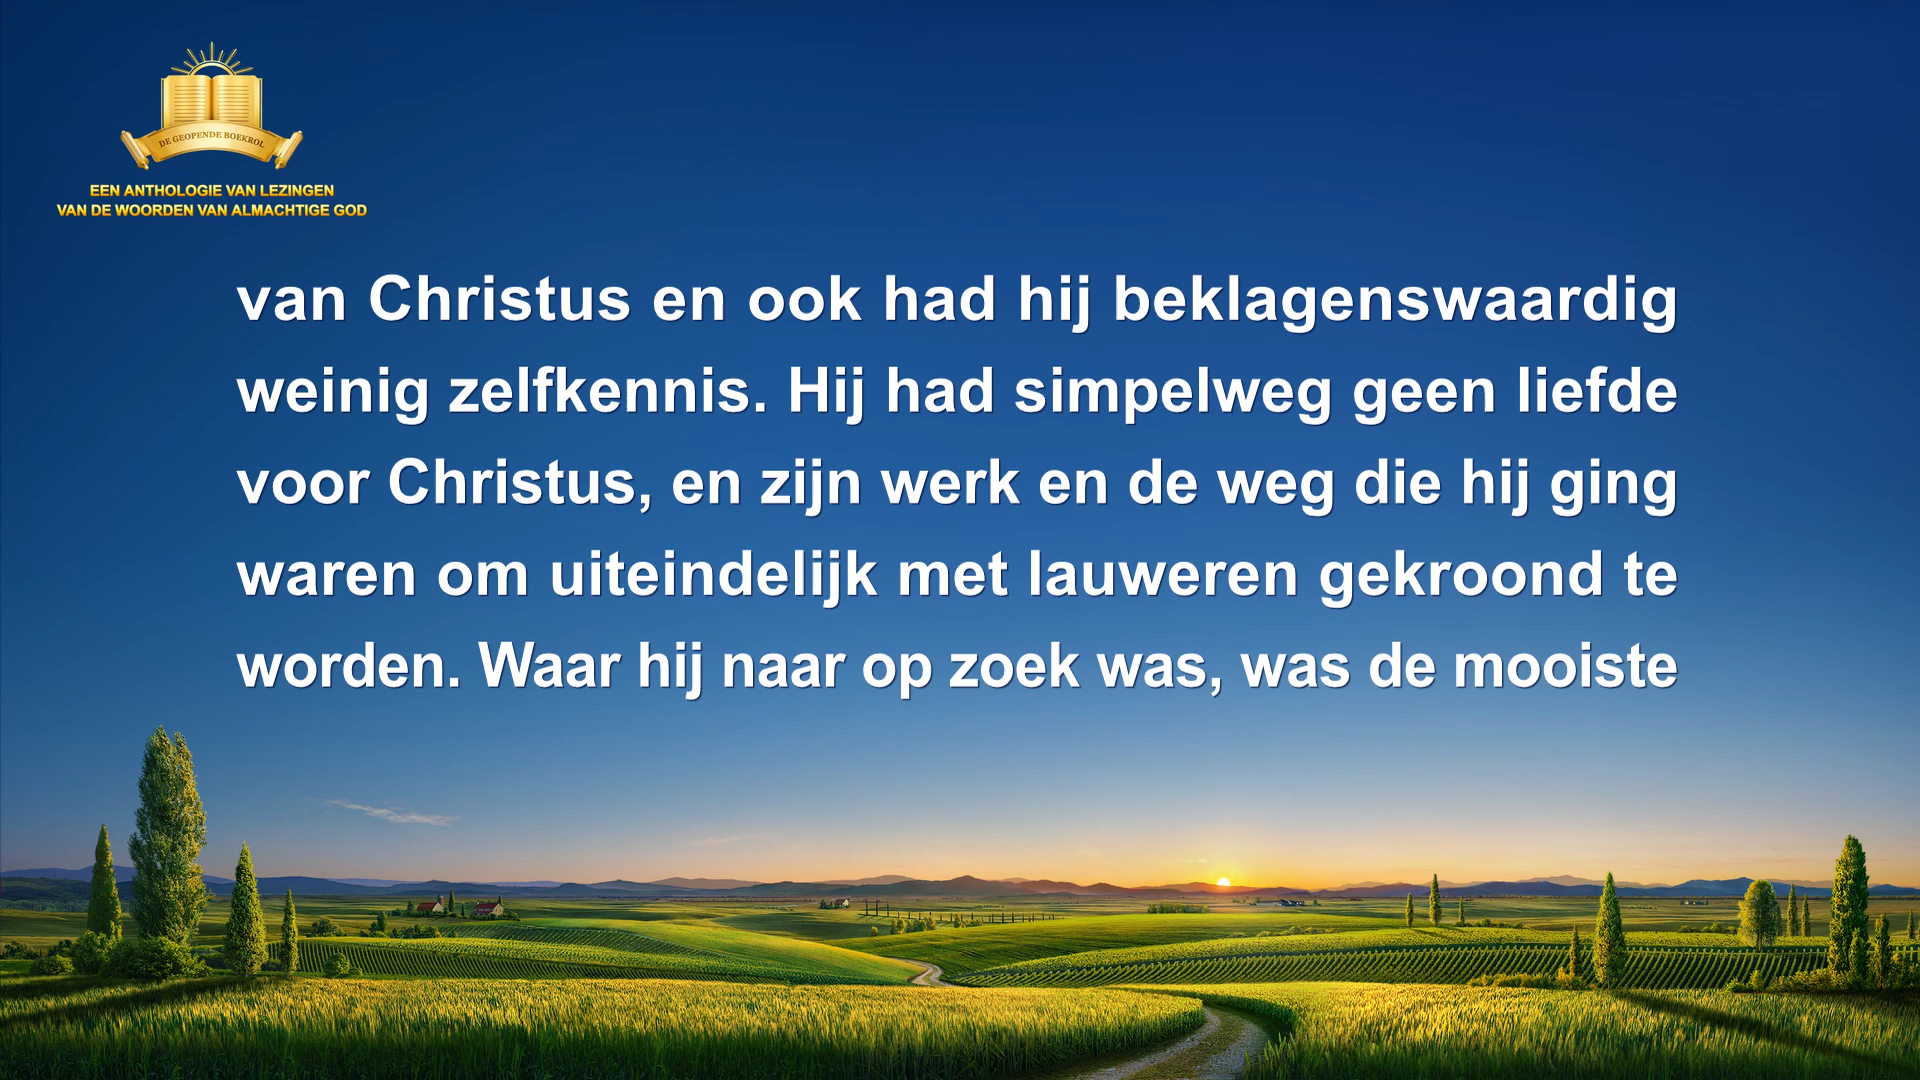 DE GEOPENDE BOEKROL
EEN ANTHOLOGIE VAN LEZINGEN
VAN DE WOORDEN VAN ALMACHTIGE GOD
van Christus en ook had hij beklagenswaardig
weinig zelfkennis. Hij had simpelweg geen liefde
voor Christus, en zijn werk en de weg die hij ging
waren om uiteindelijk met lauweren gekroond te
worden. Waar hij naar op zoek was, was de mooiste